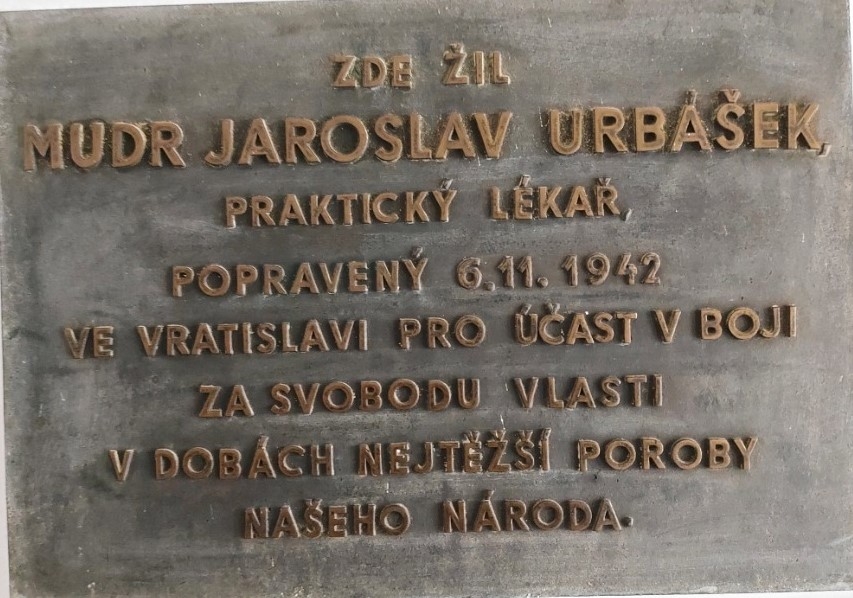 ZDE ŽIL
MUDR JAROSLAV URBÁŠEK,
PRAKTICKÝ LÉKAŘ,
POPRAVENÝ 6.11.1942
VE VRATISLAVI PRO ÚČAST V BOJI
ZA SVOBODU VLASTI
V DOBÁCH NEJTĚŽŠÍ POROBY
NAŠEHO NÁRODA.